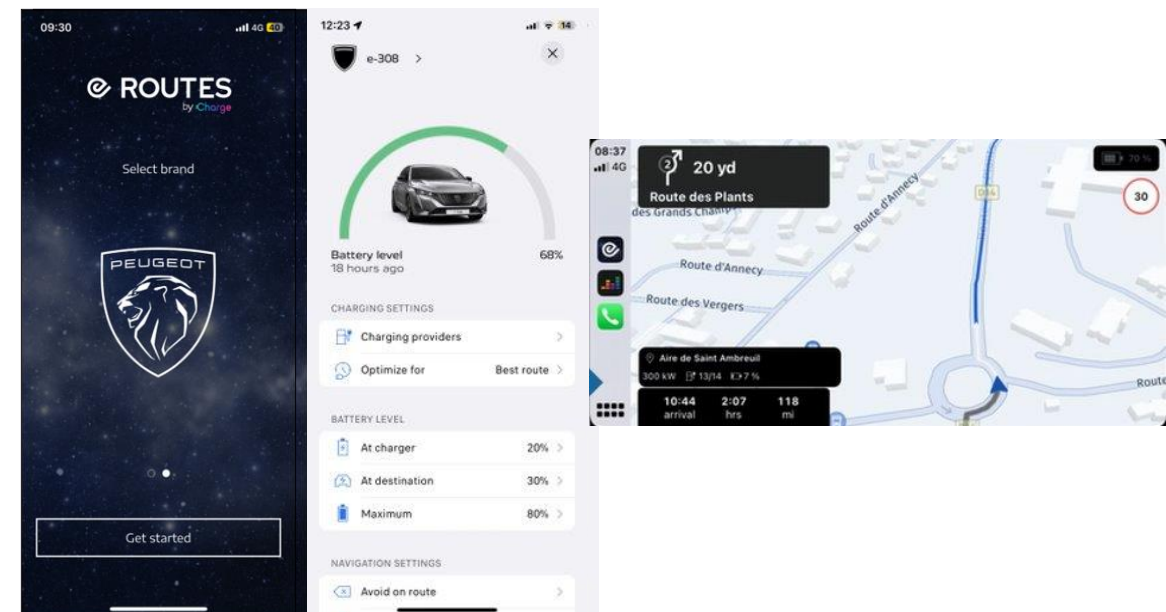 09:30
4G 40
ROUTES
by Charge
Select brand
PEUGEOT
Get started
12:23
14
e-308
Battery level 68%
18 hours ago
CHARGING SETTINGS
Charging providers
Optimize for Best route
BATTERY LEVEL
At charger 20%
At destination 30%
Maximum 80%
NAVIGATION SETTINGS
Avoid on route
08:37
4G
2 20 yd
Route des Plants
70 %
30
D14
des Grands Champs
Route d'Annecy
Route d'Annecy
Route des Vergers
Route
Aire de Saint Ambreuil
300 kW 13/14 7 %
10:44 2:07 118
arrival hrs mi